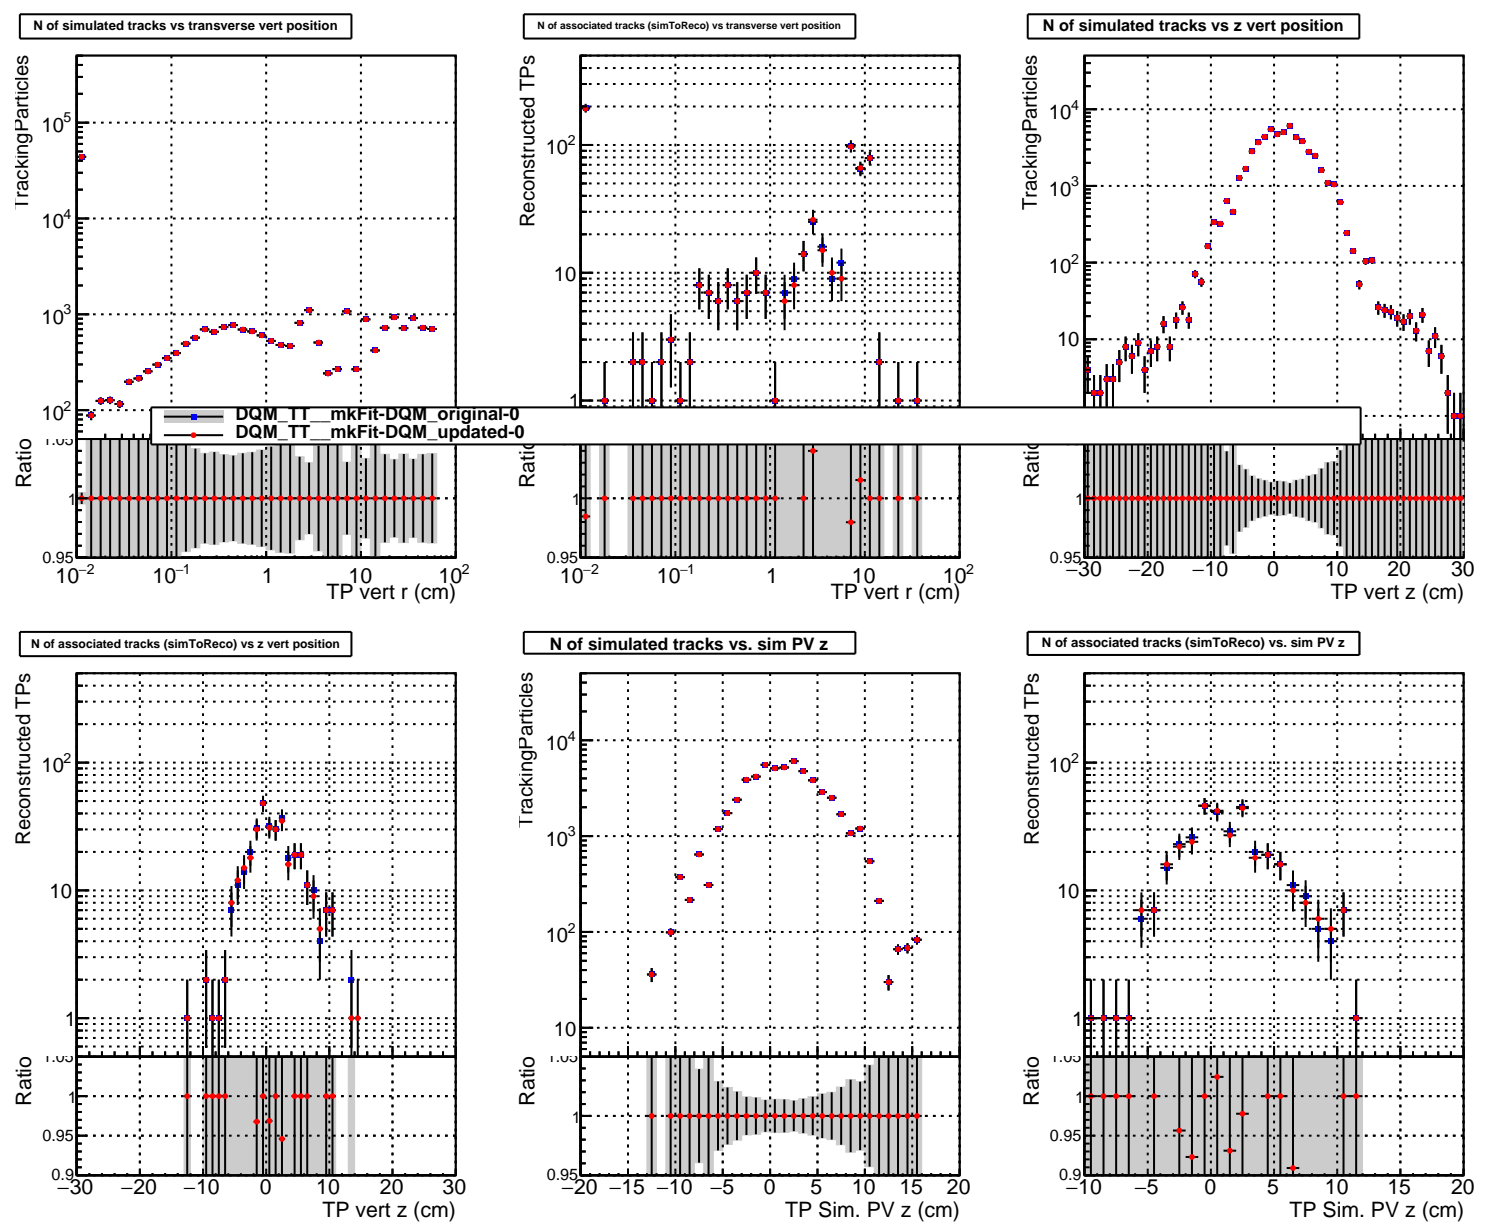 N of simulated tracks vs transverse vert position
N of associated tracks (simToReco) vs transverse vert position
N of simulated tracks vs z vert position
TrackingParticles
10^5
10^4
10^3
10^2
Ratio
1.05
1
0.95
10^−2 10^−1 1 10 10^2
TP vert r (cm)
Reconstructed TPs
10^2
10
1
Ratio
1
0.95
10^−2 10^−1 1 10 10^2
TP vert r (cm)
TrackingParticles
10^4
10^3
10^2
10
Ratio
1
0.95
−30 −20 −10 0 10 20 30
TP vert z (cm)
DQM_TT__mkFit-DQM_original-0
DQM_TT__mkFit-DQM_updated-0
N of associated tracks (simToReco) vs z vert position
N of simulated tracks vs. sim PV z
N of associated tracks (simToReco) vs. sim PV z
Reconstructed TPs
10^2
10
1
Ratio
1.05
1
0.95
0.9
−30 −20 −10 0 10 20 30
TP vert z (cm)
TrackingParticles
10^4
10^3
10^2
10
Ratio
1.05
1
0.95
−20 −15 −10 −5 0 5 10 15 20
TP Sim. PV z (cm)
Reconstructed TPs
10^2
10
1
Ratio
1.05
1
0.95
0.9
−10 −5 0 5 10 15 20
TP Sim. PV z (cm)